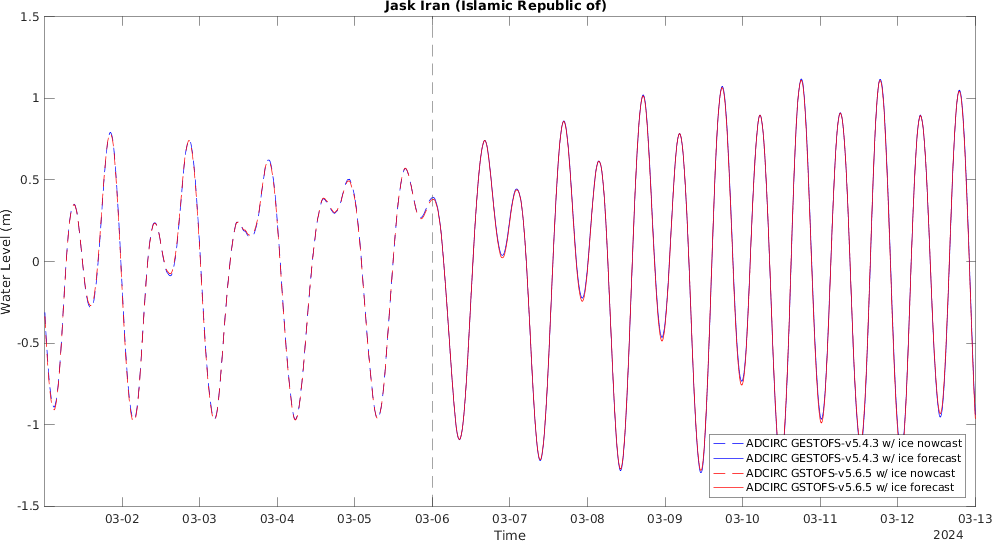 Jask Iran (Islamic Republic of)
1.5
1
0.5
0
-0.5
-1
-1.5
Water Level (m)
ADCIRC GESTOFS-v5.4.3 w/ ice nowcast
ADCIRC GESTOFS-v5.4.3 w/ ice forecast
ADCIRC GSTOFS-v5.6.5 w/ ice nowcast
ADCIRC GSTOFS-v5.6.5 w/ ice forecast
03-02 03-03 03-04 03-05 03-06 03-07 03-08 03-09 03-10 03-11 03-12 03-13
Time
2024